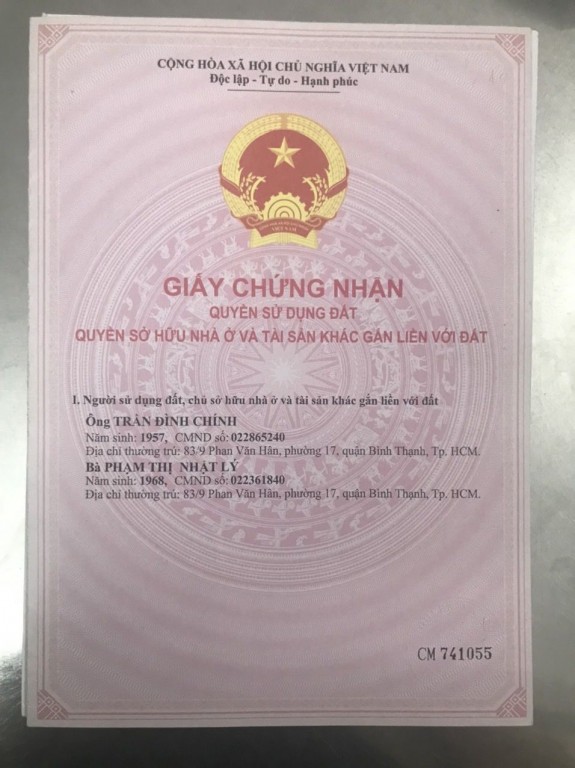 CỘNG HÒA XÃ HỘI CHỦ NGHĨA VIỆT NAM
Độc lập - Tự do - Hạnh phúc
VIỆT NAM
GIẤY CHỨNG NHẬN
QUYỀN SỬ DỤNG ĐẤT
QUYỀN SỞ HỮU NHÀ Ở VÀ TÀI SẢN KHÁC GẮN LIỀN VỚI ĐẤT
I. Người sử dụng đất, chủ sở hữu nhà ở và tài sản khác gắn liền với đất
Ông TRẦN ĐÌNH CHÍNH
Năm sinh: 1957, CMND số: 022865240
Địa chỉ thường trú: 83/9 Phan Văn Hân, phường 17, quận Bình Thạnh, Tp. HCM.
Bà PHẠM THỊ NHẬT LÝ
Năm sinh: 1968, CMND số: 022361840
Địa chỉ thường trú: 83/9 Phan Văn Hân, phường 17, quận Bình Thạnh, Tp. HCM.
CM 741055